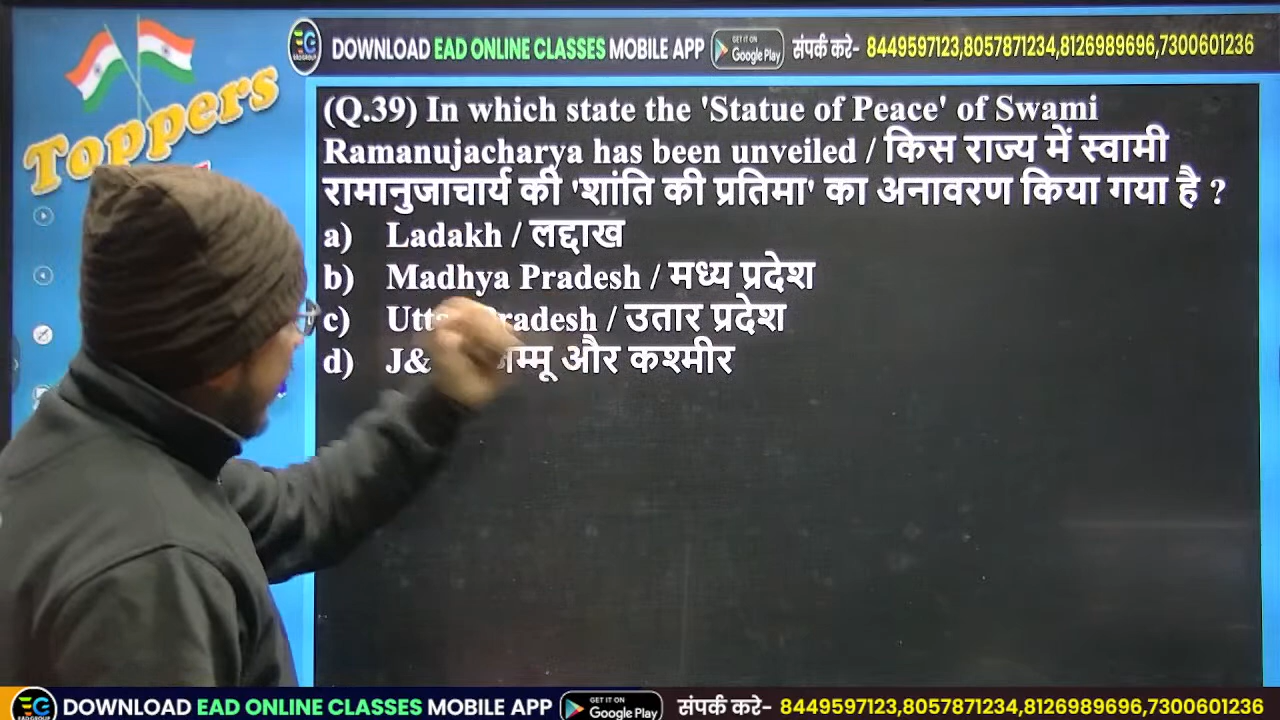 DOWNLOAD EAD ONLINE CLASSES MOBILE APP GET IT ON Google Play संपर्क करे- 8449597123,8057871234,8126989696,7300601236
Toppers
(Q.39) In which state the 'Statue of Peace' of Swami
Ramanujacharya has been unveiled / किस राज्य में स्वामी
रामानुजाचार्य की 'शांति की प्रतिमा' का अनावरण किया गया है ?
a) Ladakh / लद्दाख
b) Madhya Pradesh / मध्य प्रदेश
c) Pradesh / उतार प्रदेश
d) J& और कश्मीर
DOWNLOAD EAD ONLINE CLASSES MOBILE APP GET IT ON Google Play संपर्क करे- 8449597123,8057871234,8126989696,7300601236